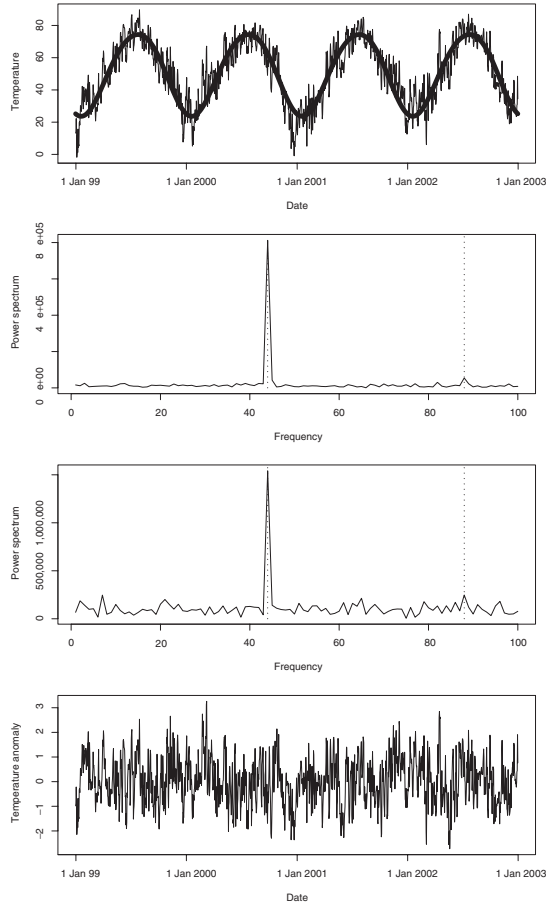 Temperature
80
60
40
20
0
1 Jan 99
1 Jan 2000
1 Jan 2001
1 Jan 2002
1 Jan 2003
Date
Power spectrum
8 e+05
4 e+05
0 e+00
0
20
40
60
80
100
Frequency
Power spectrum
1,000,000
500,000
0
0
20
40
60
80
100
Frequency
Temperature anomaly
3
2
1
0
−1
−2
1 Jan 99
1 Jan 2000
1 Jan 2001
1 Jan 2002
1 Jan 2003
Date